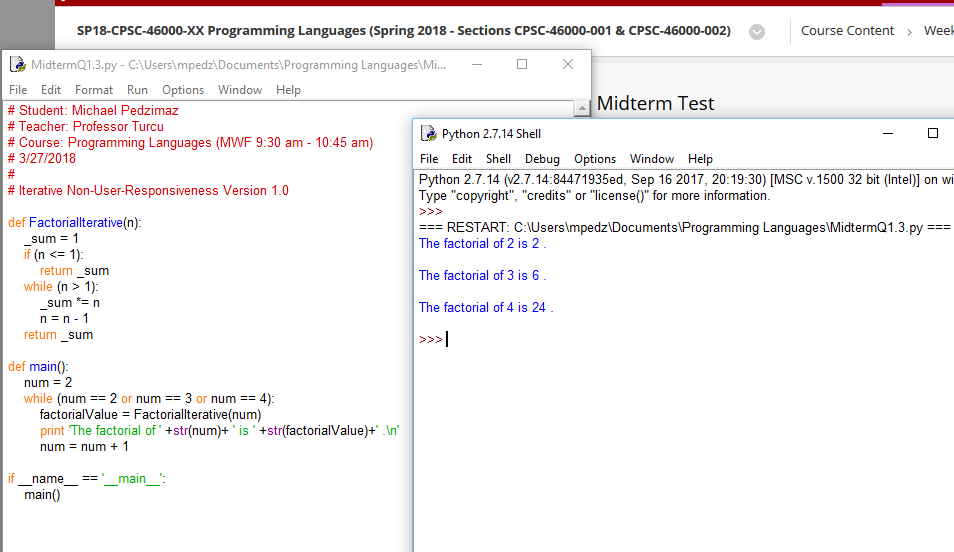 SP18-CPSC-46000-XX Programming Languages (Spring 2018 - Sections CPSC-46000-001 & CPSC-46000-002)
Course Content
Week
MidtermQ1.3.py - C:\Users\mpedz\Documents\Programming Languages\Mi...
File Edit Format Run Options Window Help
# Student: Michael Pedzimaz
# Teacher: Professor Turcu
# Course: Programming Languages (MWF 9:30 am - 10:45 am)
# 3/27/2018
#
# Iterative Non-User-Responsiveness Version 1.0
def FactorialIterative(n):
_sum = 1
if (n <= 1):
return _sum
while (n > 1):
_sum *= n
n = n - 1
return _sum
def main():
num = 2
while (num == 2 or num == 3 or num == 4):
factorialValue = FactorialIterative(num)
print 'The factorial of ' +str(num)+ ' is ' +str(factorialValue)+' .\n'
num = num + 1
if __name__ == '__main__':
main()
Midterm Test
Python 2.7.14 Shell
File Edit Shell Debug Options Window Help
Python 2.7.14 (v2.7.14:84471935ed, Sep 16 2017, 20:19:30) [MSC v.1500 32 bit (Intel)] on wi
Type "copyright", "credits" or "license()" for more information.
>>>
=== RESTART: C:\Users\mpedz\Documents\Programming Languages\MidtermQ1.3.py ===
The factorial of 2 is 2 .
The factorial of 3 is 6 .
The factorial of 4 is 24 .
>>>